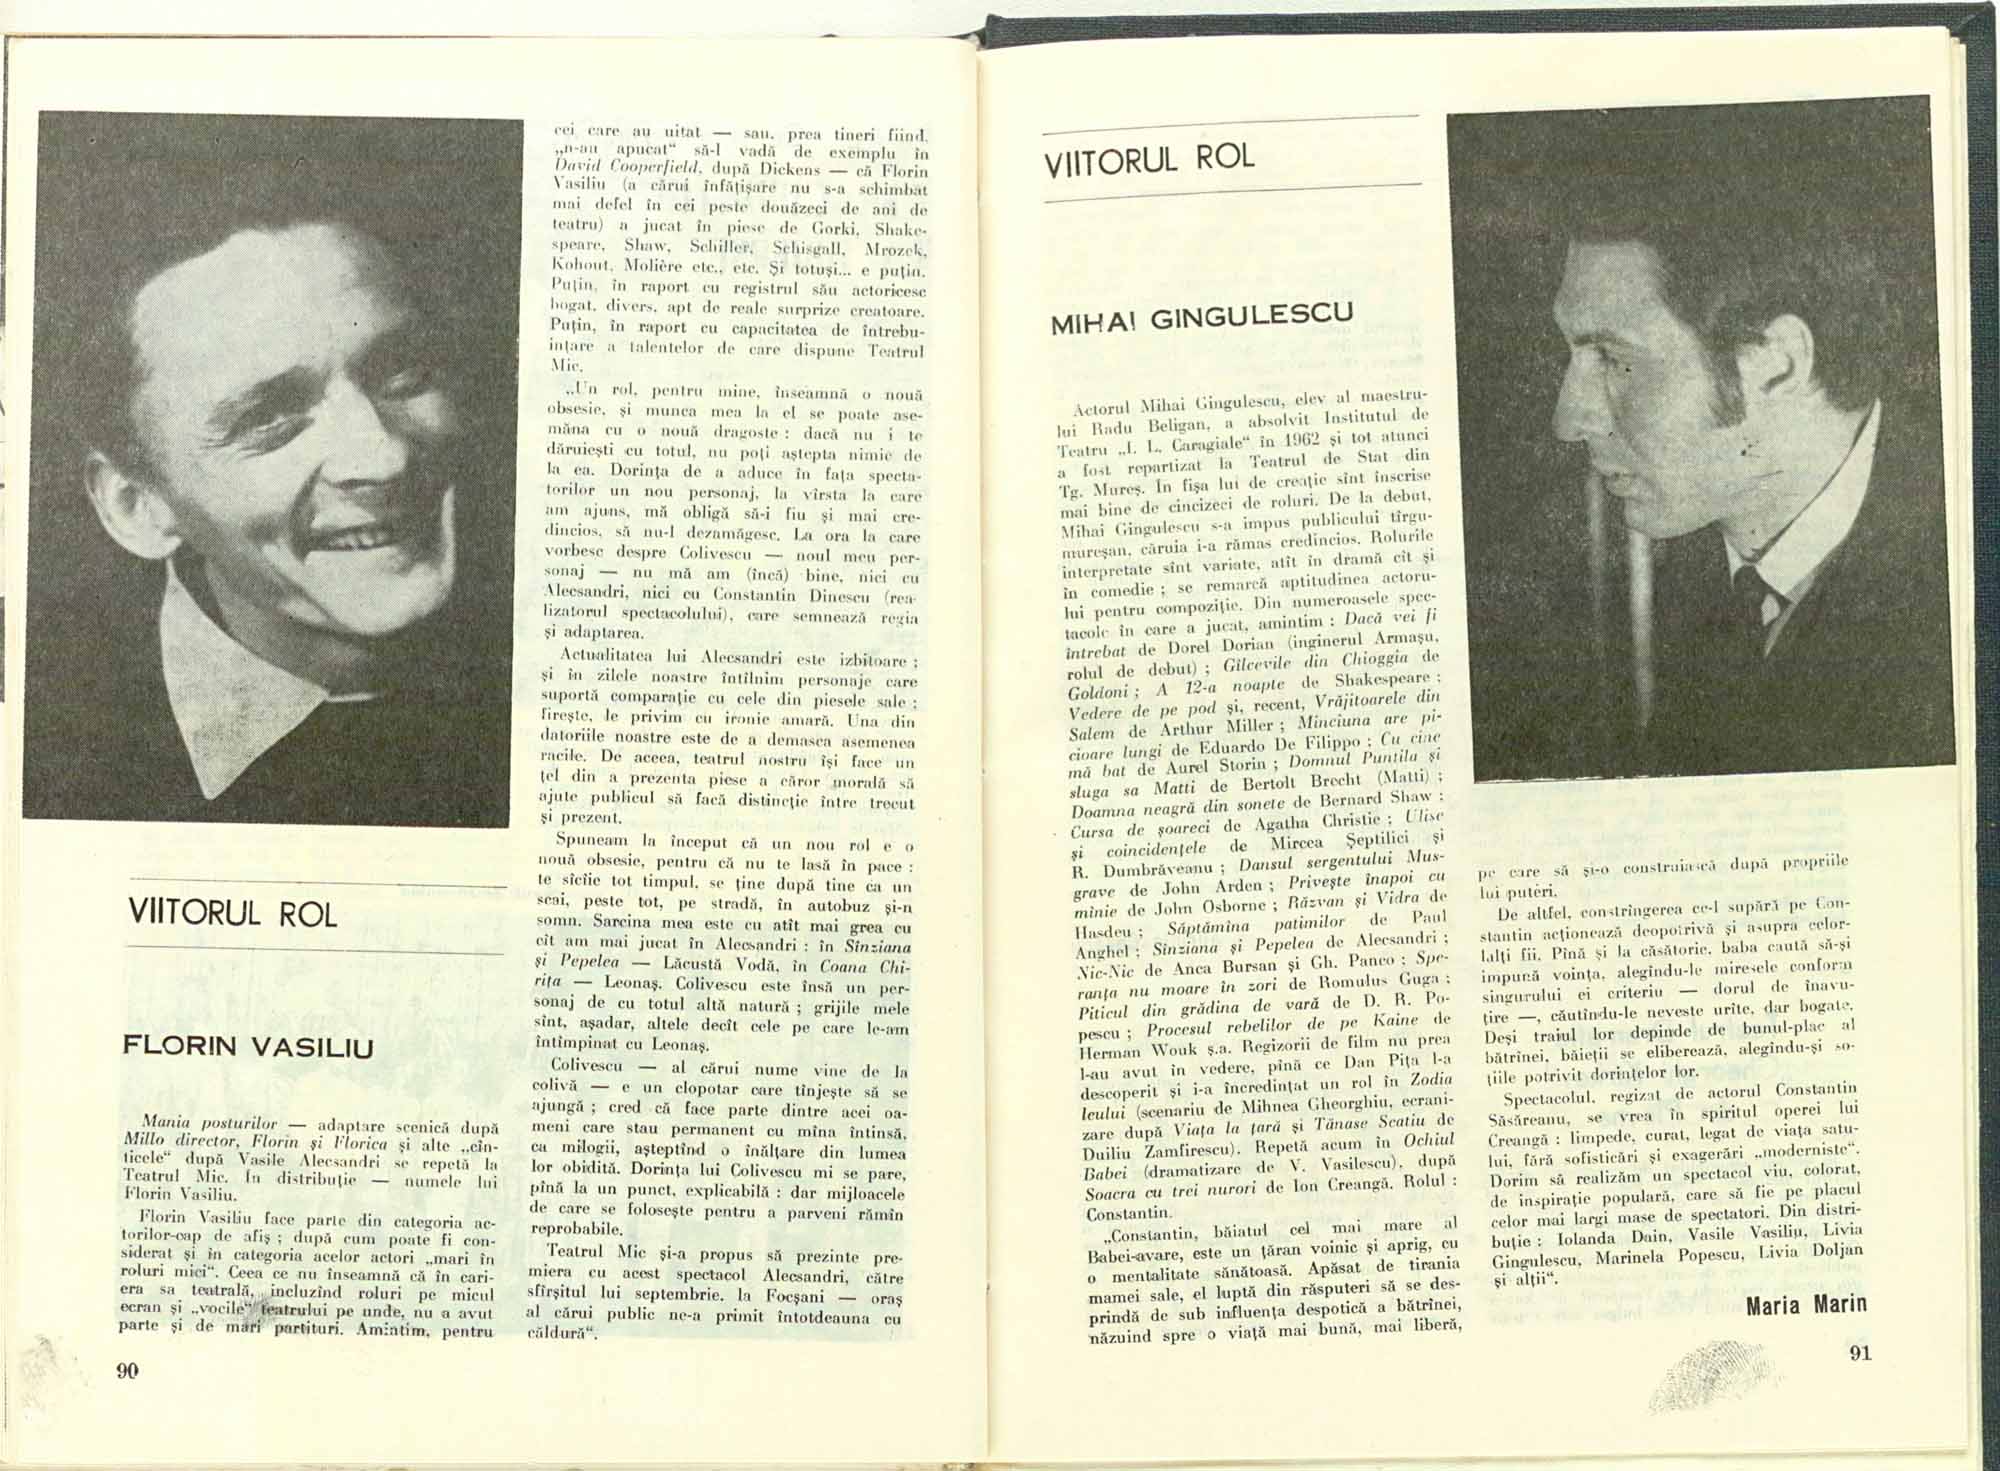 VIITORUL ROL
FLORIN VASILIU
Mania posturilor — adaptare scenică după
Millo director, Florin și Florica și alte „cîn-
ticele“ după Vasile Alecsandri se repetă la
Teatrul Mic. În distribuție — numele lui
Florin Vasiliu.
Florin Vasiliu face parte din categoria ac-
torilor-cap de afiș ; după cum poate fi con-
siderat și în categoria acelor actori „mari în
roluri mici“. Ceea ce nu înseamnă că în cari-
era sa teatrală, incluzînd roluri pe micul
ecran și „vocile“ teatrului pe unde, nu a avut
parte și de mari partituri. Amintim, pentru
90
cei care au uitat — sau, prea tineri fiind,
„n-au apucat“ să-l vadă de exemplu în
David Cooperfield, după Dickens — că Florin
Vasiliu (a cărui înfățișare nu s-a schimbat
mai defel în cei peste douăzeci de ani de
teatru) a jucat în piese de Gorki, Shake-
speare, Shaw, Schiller, Schisgall, Mrozek,
Kohout, Molière etc., etc. Și totuși... e puțin.
Puțin, în raport cu registrul său actoricesc
bogat, divers, apt de reale surprize creatoare.
Puțin, în raport cu capacitatea de întrebu-
ințare a talentelor de care dispune Teatrul
Mic.
„Un rol, pentru mine, înseamnă o nouă
obsesie, și munca mea la el se poate ase-
măna cu o nouă dragoste : dacă nu i te
dăruiești cu totul, nu poți aștepta nimic de
la ea. Dorința de a aduce în fața specta-
torilor un nou personaj, la vîrsta la care
am ajuns, mă obligă să-i fiu și mai cre-
dincios, să nu-l dezamăgesc. La ora la care
vorbesc despre Colivescu — noul meu per-
sonaj — nu mă am (încă) bine, nici cu
Alecsandri, nici cu Constantin Dinescu (rea-
lizatorul spectacolului), care semnează regia
și adaptarea.
Actualitatea lui Alecsandri este izbitoare ;
și în zilele noastre întîlnim personaje care
suportă comparație cu cele din piesele sale ;
firește, le privim cu ironie amară. Una din
datoriile noastre este de a demasca asemenea
racile. De aceea, teatrul nostru își face un
țel din a prezenta piese a căror morală să
ajute publicul să facă distincție între trecut
și prezent.
Spuneam la început că un nou rol e o
nouă obsesie, pentru că nu te lasă în pace :
te sîcîie tot timpul, se ține după tine ca un
scai, peste tot, pe stradă, în autobuz și-n
somn. Sarcina mea este cu atît mai grea cu
cît am mai jucat în Alecsandri : în Sînziana
și Pepelea — Lăcustă Vodă, în Coana Chi-
rița — Leonaș. Colivescu este însă un per-
sonaj de cu totul altă natură ; grijile mele
sînt, așadar, altele decît cele pe care le-am
întîmpinat cu Leonaș.
Colivescu — al cărui nume vine de la
colivă — e un clopotar care tînjește să se
ajungă ; cred că face parte dintre acei oa-
meni care stau permanent cu mîna întinsă,
ca milogii, așteptînd o înălțare din lumea
lor obidită. Dorința lui Colivescu mi se pare,
pînă la un punct, explicabilă : dar mijloacele
de care se folosește pentru a parveni rămîn
reprobabile.
Teatrul Mic și-a propus să prezinte pre-
miera cu acest spectacol Alecsandri, către
sfîrșitul lui septembrie, la Focșani — oraș
al cărui public ne-a primit întotdeauna cu
căldură“.
VIITORUL ROL
MIHAI GINGULESCU
Actorul Mihai Gingulescu, elev al maestru-
lui Radu Beligan, a absolvit Institutul de
Teatru „I. L. Caragiale“ în 1962 și tot atunci
a fost repartizat la Teatrul de Stat din
Tg. Mureș. În fișa lui de creație sînt înscrise
mai bine de cincizeci de roluri. De la debut,
Mihai Gingulescu s-a impus publicului tîrgu-
mureșan, căruia i-a rămas credincios. Rolurile
interpretate sînt variate, atît în dramă cît și
în comedie ; se remarcă aptitudinea actoru-
lui pentru compoziție. Din numeroasele spec-
tacole în care a jucat, amintim : Dacă vei fi
întrebat de Dorel Dorian (inginerul Armașu,
rolul de debut) ; Gîlcevile din Chioggia de
Goldoni ; A 12-a noapte de Shakespeare ;
Vedere de pe pod și, recent, Vrăjitoarele din
Salem de Arthur Miller ; Minciuna are pi-
cioare lungi de Eduardo De Filippo ; Cu cine
mă bat de Aurel Storin ; Domnul Puntila și
sluga sa Matti de Bertolt Brecht (Matti) ;
Doamna neagră din sonete de Bernard Shaw ;
Cursa de șoareci de Agatha Christie ; Ulise
și coincidențele de Mircea Șeptilici și
R. Dumbrăveanu ; Dansul sergentului Mus-
grave de John Arden ; Privește înapoi cu
mînie de John Osborne ; Răzvan și Vidra de
Hasdeu ; Săptămîna patimilor de Paul
Anghel ; Sînziana și Pepelea de Alecsandri ;
Nic-Nic de Anca Bursan și Gh. Panco ; Spe-
ranța nu moare în zori de Romulus Guga ;
Piticul din grădina de vară de D. R. Po-
pescu ; Procesul rebelilor de pe Kaine de
Herman Wouk ș.a. Regizorii de film nu prea
l-au avut în vedere, pînă ce Dan Pița l-a
descoperit și i-a încredințat un rol în Zodia
leului (scenariu de Mihnea Gheorghiu, ecrani-
zare după Viața la țară și Tănase Scatiu de
Duiliu Zamfirescu). Repetă acum în Ochiul
Babei (dramatizare de V. Vasilescu), după
Soacra cu trei nurori de Ion Creangă. Rolul :
Constantin.
„Constantin, băiatul cel mai mare al
Babei-avare, este un țăran voinic și aprig, cu
o mentalitate sănătoasă. Apăsat de tirania
mamei sale, el luptă din răsputeri să se des-
prindă de sub influența despotică a bătrînei,
năzuind spre o viață mai bună, mai liberă,
pe care să și-o construiască după propriile
lui puteri.
De altfel, constrîngerea ce-l supără pe Con-
stantin acționează deopotrivă și asupra celor-
lalți fii. Pînă și la căsătorie, baba caută să-și
impună voința, alegîndu-le miresele conform
singurului ei criteriu — dorul de înavu-
țire —, căutîndu-le neveste urîte, dar bogate.
Deși traiul lor depinde de bunul-plac al
bătrînei, băieții se eliberează, alegîndu-și so-
țiile potrivit dorințelor lor.
Spectacolul, regizat de actorul Constantin
Săsăreanu, se vrea în spiritul operei lui
Creangă : limpede, curat, legat de viața satu-
lui, fără sofisticări și exagerări „moderniste“.
Dorim să realizăm un spectacol viu, colorat,
de inspirație populară, care să fie pe placul
celor mai largi mase de spectatori. Din distri-
buție : Iolanda Dain, Vasile Vasiliu, Livia
Gingulescu, Marinela Popescu, Livia Doljan
și alții“.
Maria Marin
91